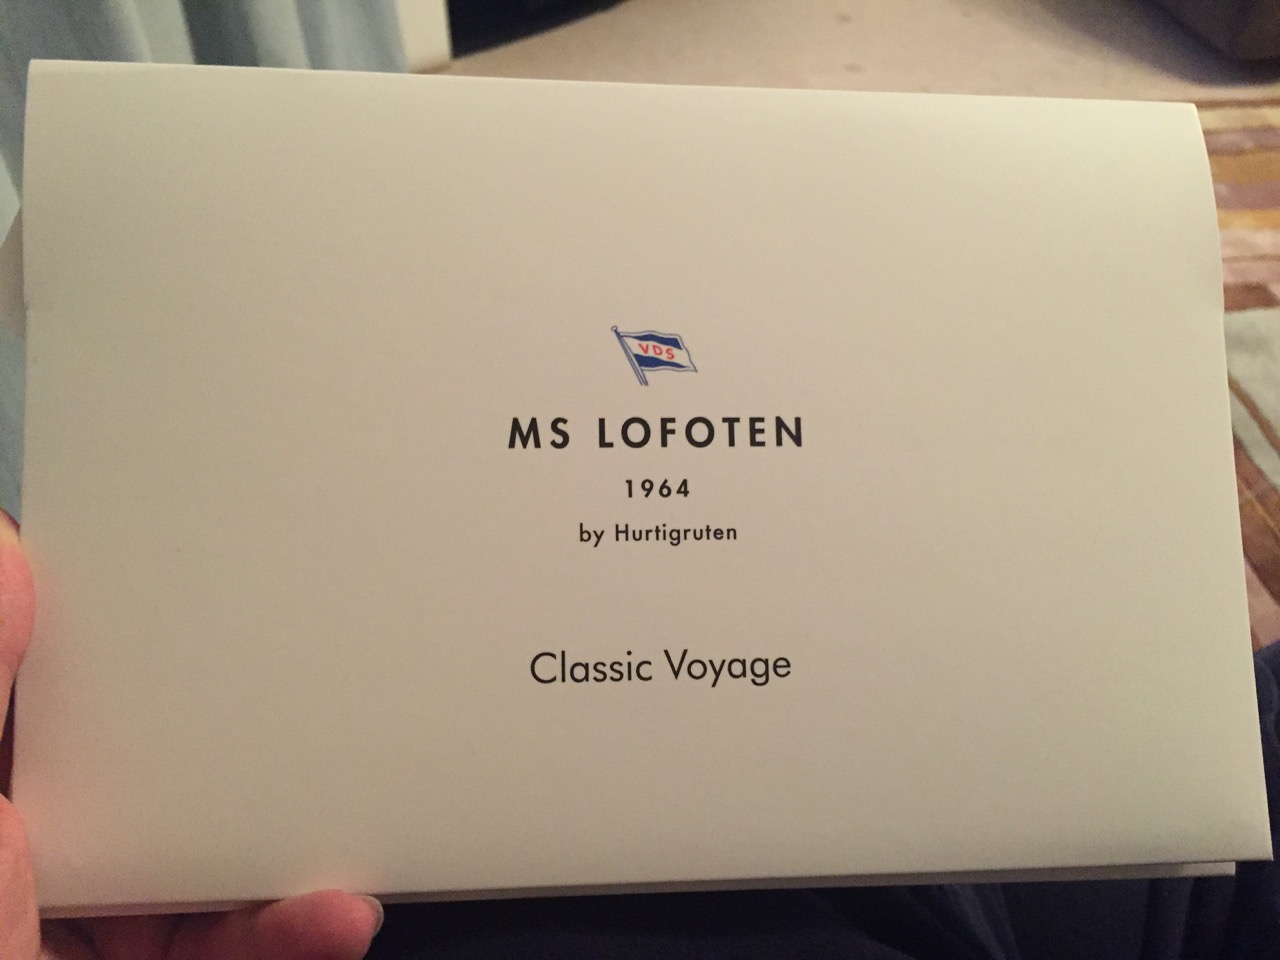 VDS
MS LOFOTEN
1964
by Hurtigruten
Classic Voyage